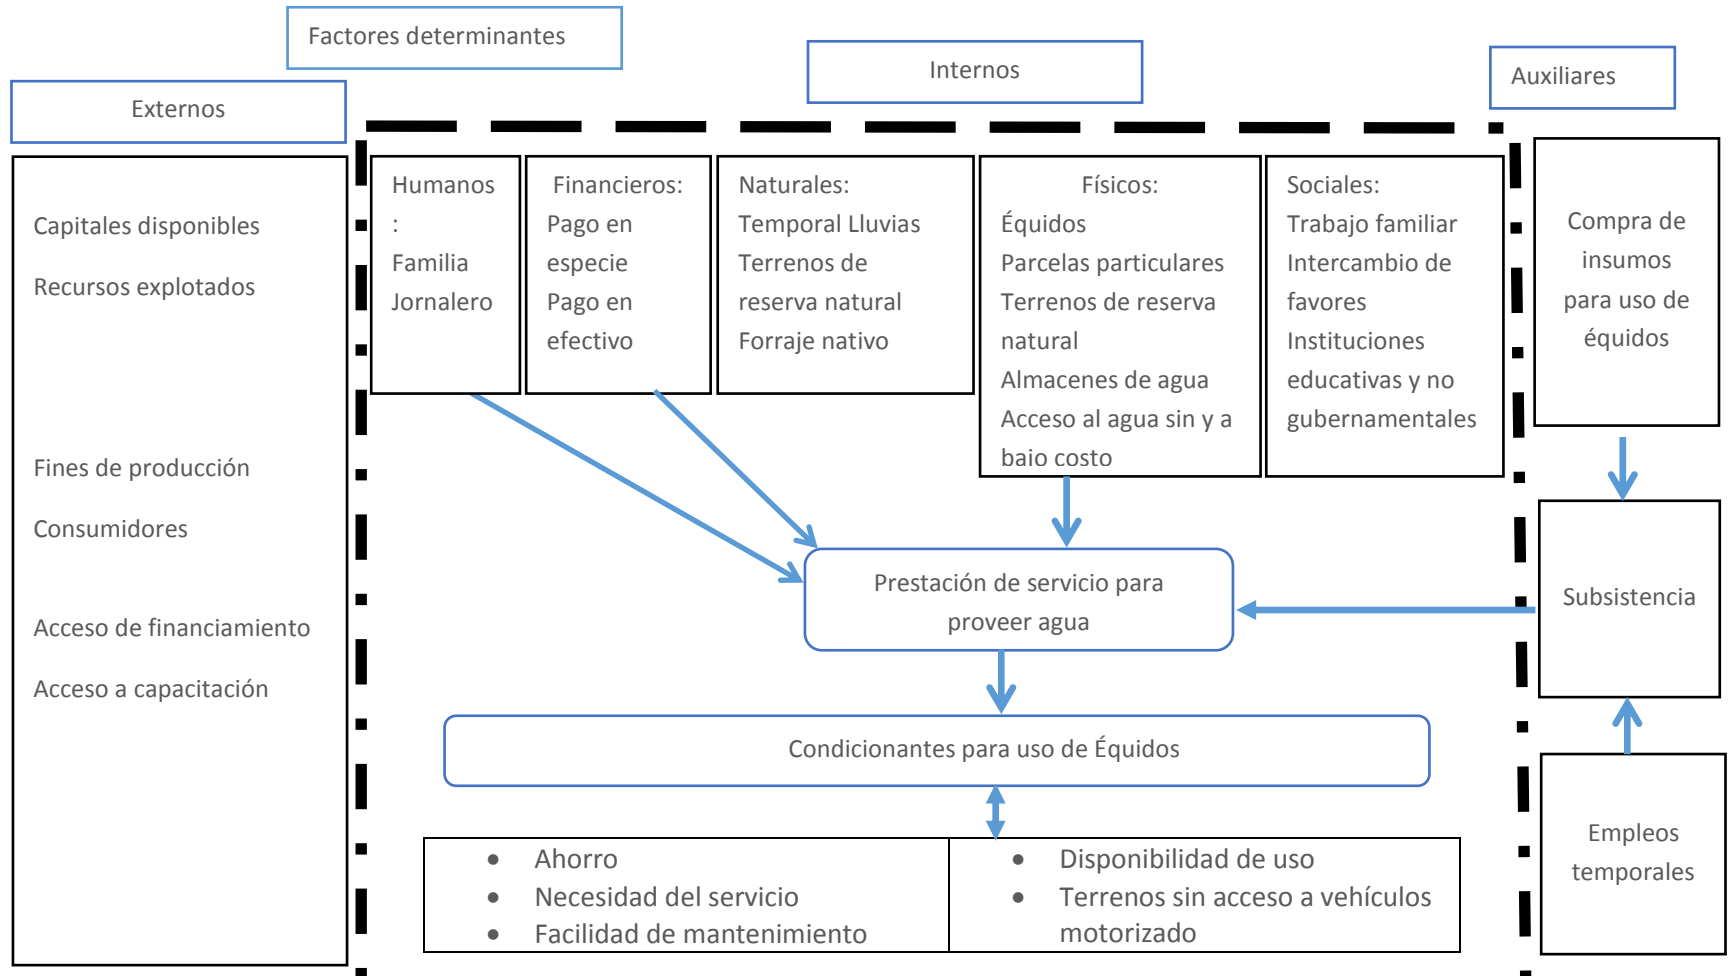 Factores determinantes
Internos
Auxiliares
Externos
Capitales disponibles
Recursos explotados
Fines de producción
Consumidores
Acceso de financiamiento
Acceso a capacitación
Humanos
:
Familia
Jornalero
Financieros:
Pago en
especie
Pago en
efectivo
Naturales:
Temporal Lluvias
Terrenos de
reserva natural
Forraje nativo
Físicos:
Équidos
Parcelas particulares
Terrenos de reserva
natural
Almacenes de agua
Acceso al agua sin y a
bajo costo
Sociales:
Trabajo familiar
Intercambio de
favores
Instituciones
educativas y no
gubernamentales
Compra de
insumos
para uso de
équidos
Subsistencia
Empleos
temporales
Prestación de servicio para
proveer agua
Condicionantes para uso de Équidos
• Ahorro
• Necesidad del servicio
• Facilidad de mantenimiento
• Disponibilidad de uso
• Terrenos sin acceso a vehículos
motorizado